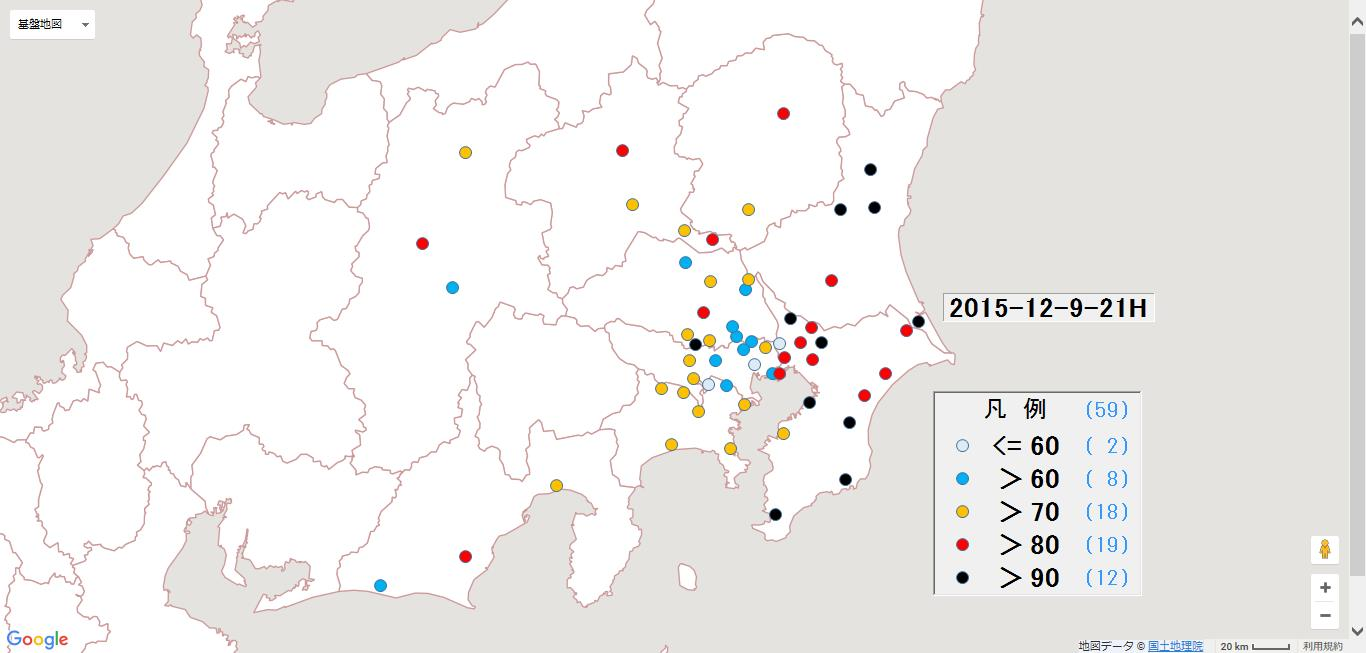 基盤地図
2015-12-9-21H
凡 例 (59)
<= 60 ( 2)
> 60 ( 8)
> 70 (18)
> 80 (19)
> 90 (12)
+
−
Google
地図データ © 国土地理院 20 km 利用規約